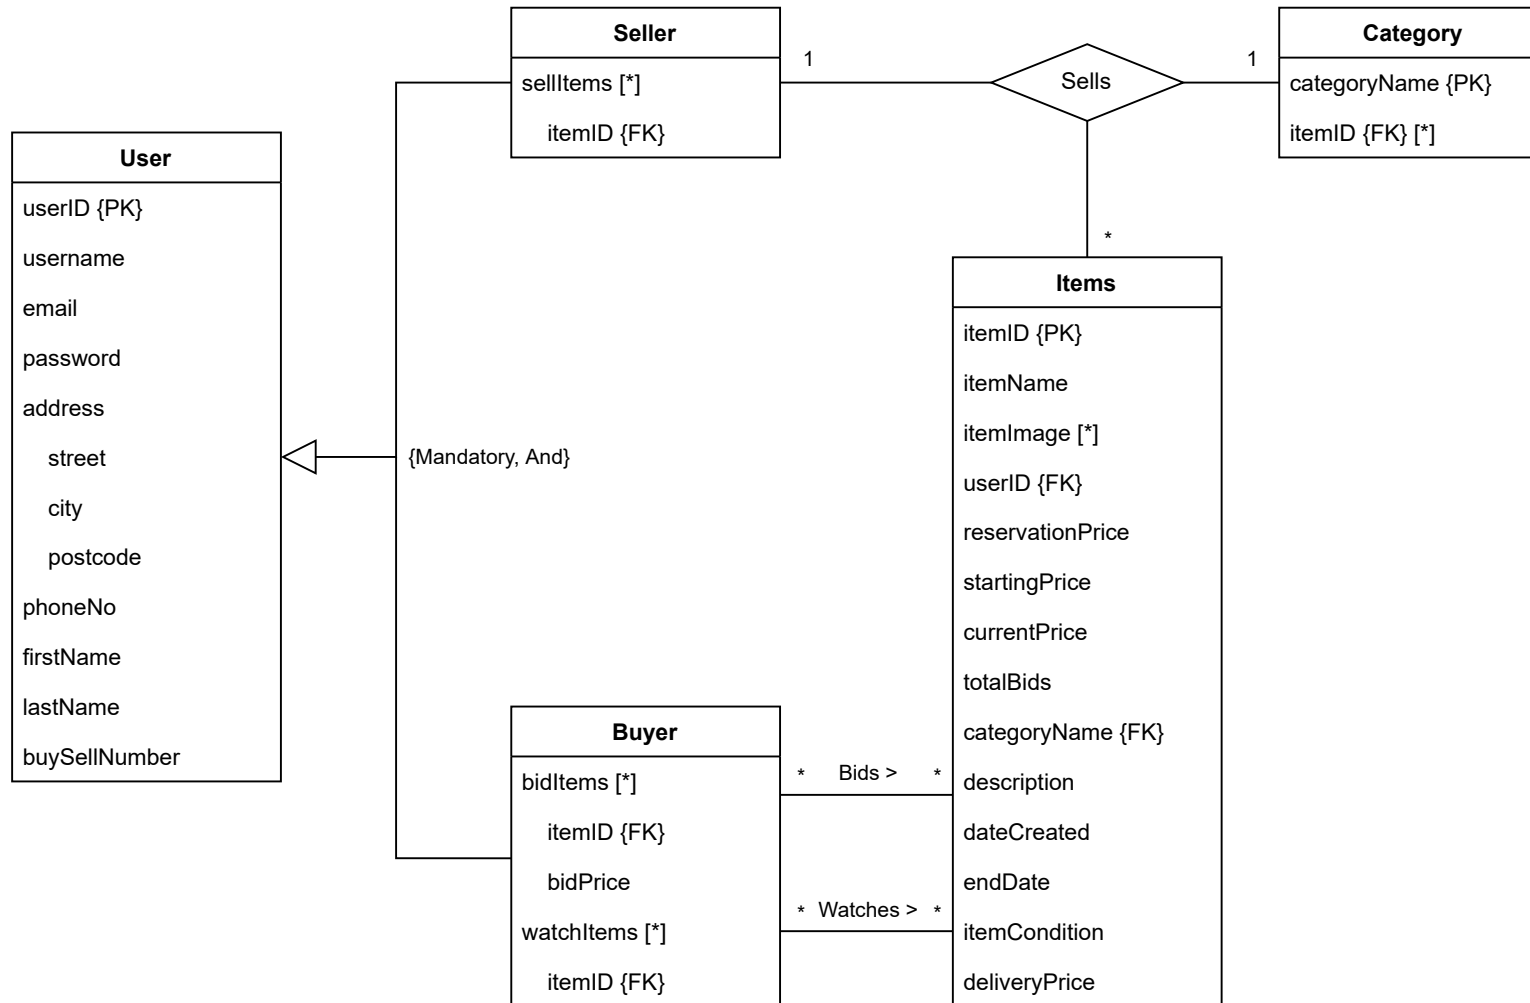 Seller
sellItems [*]
itemID {FK}
1
Sells
1
Category
categoryName {PK}
itemID {FK} [*]
*
User
userID {PK}
username
email
password
address
street
city
postcode
phoneNo
firstName
lastName
buySellNumber
{Mandatory, And}
Items
itemID {PK}
itemName
itemImage [*]
userID {FK}
reservationPrice
startingPrice
currentPrice
totalBids
categoryName {FK}
description
dateCreated
endDate
itemCondition
deliveryPrice
Buyer
bidItems [*]
itemID {FK}
bidPrice
watchItems [*]
itemID {FK}
* Bids > *
* Watches > *